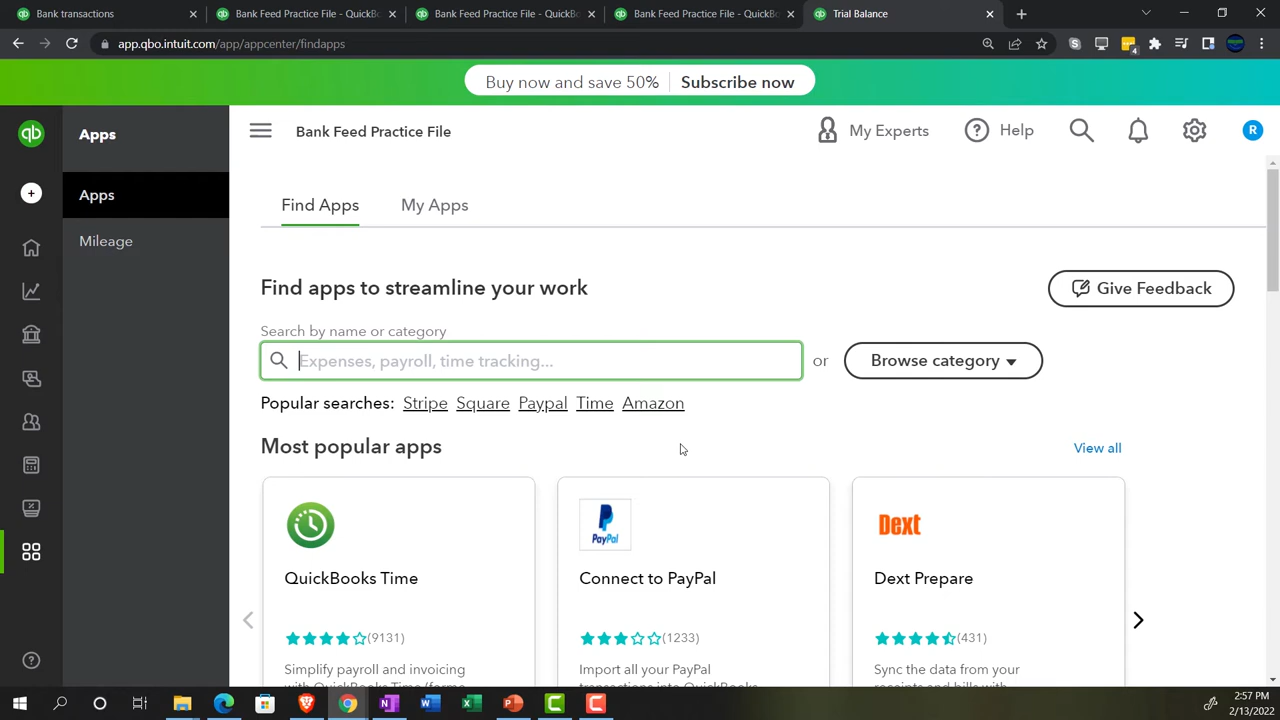 Bank transactions
Bank Feed Practice File - QuickB
Bank Feed Practice File - QuickBo
Bank Feed Practice File - QuickBo
Trial Balance
app.qbo.intuit.com/app/appcenter/findapps
4
Buy now and save 50%
Subscribe now
qb
Apps
Bank Feed Practice File
My Experts
Help
R
Apps
Mileage
Find Apps
My Apps
Find apps to streamline your work
Give Feedback
Search by name or category
Expenses, payroll, time tracking...
or
Browse category
Popular searches: Stripe Square Paypal Time Amazon
Most popular apps
View all
PayPal
Dext
QuickBooks Time
Connect to PayPal
Dext Prepare
(9131)
(1233)
(431)
Simplify payroll and invoicing
Import all your PayPal
Sync the data from your
2:57 PM
2/13/2022